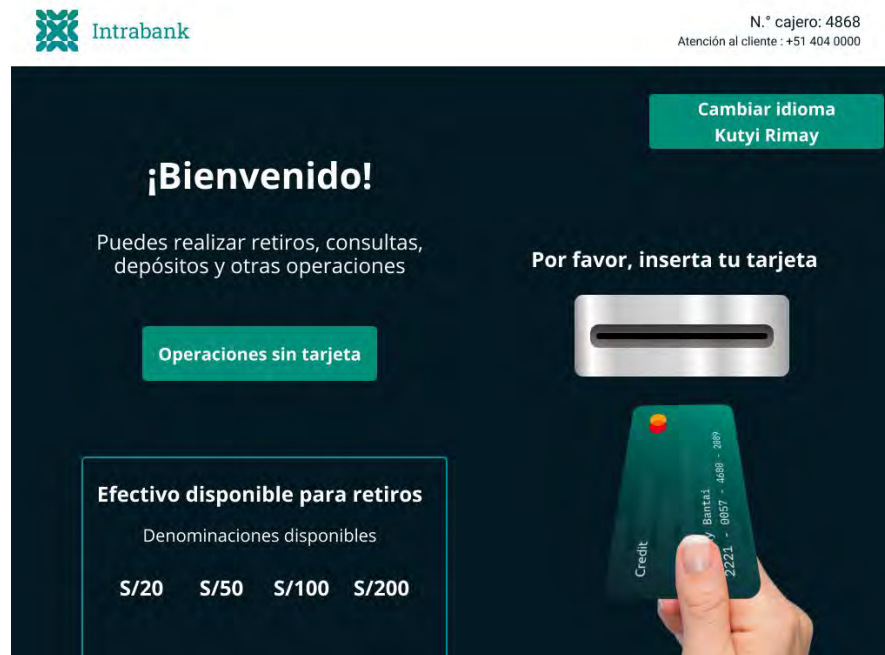 Intrabank
N.° cajero: 4868
Atención al cliente : +51 404 0000
Cambiar idioma
Kutyi Rimay
¡Bienvenido!
Puedes realizar retiros, consultas,
depósitos y otras operaciones
Por favor, inserta tu tarjeta
Operaciones sin tarjeta
Efectivo disponible para retiros
Denominaciones disponibles
S/20 S/50 S/100 S/200
Credit
Bantai
2221 - 0057 - 4680 - 2089